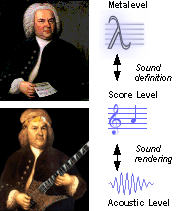 Metalevel
λ
Sound
definition
Score Level
Sound
rendering
Acoustic Level